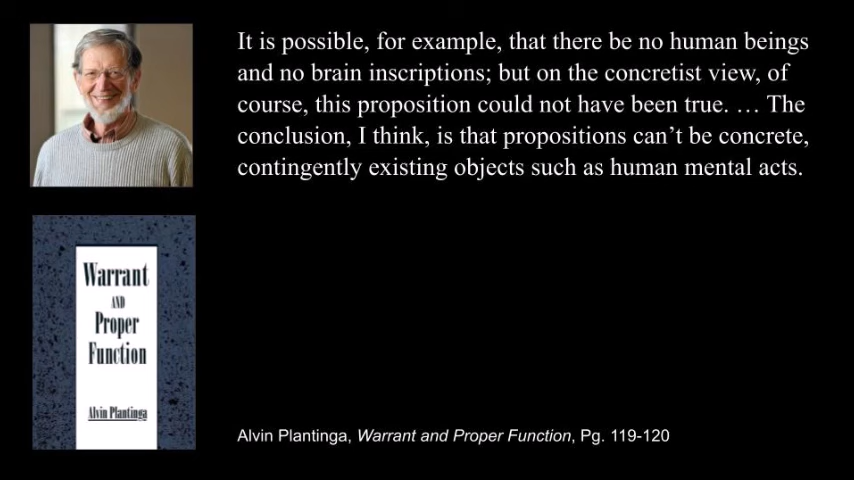 It is possible, for example, that there be no human beings
and no brain inscriptions; but on the concretist view, of
course, this proposition could not have been true. … The
conclusion, I think, is that propositions can’t be concrete,
contingently existing objects such as human mental acts.
Warrant
AND
Proper
Function
Alvin Plantinga
Alvin Plantinga, Warrant and Proper Function, Pg. 119-120